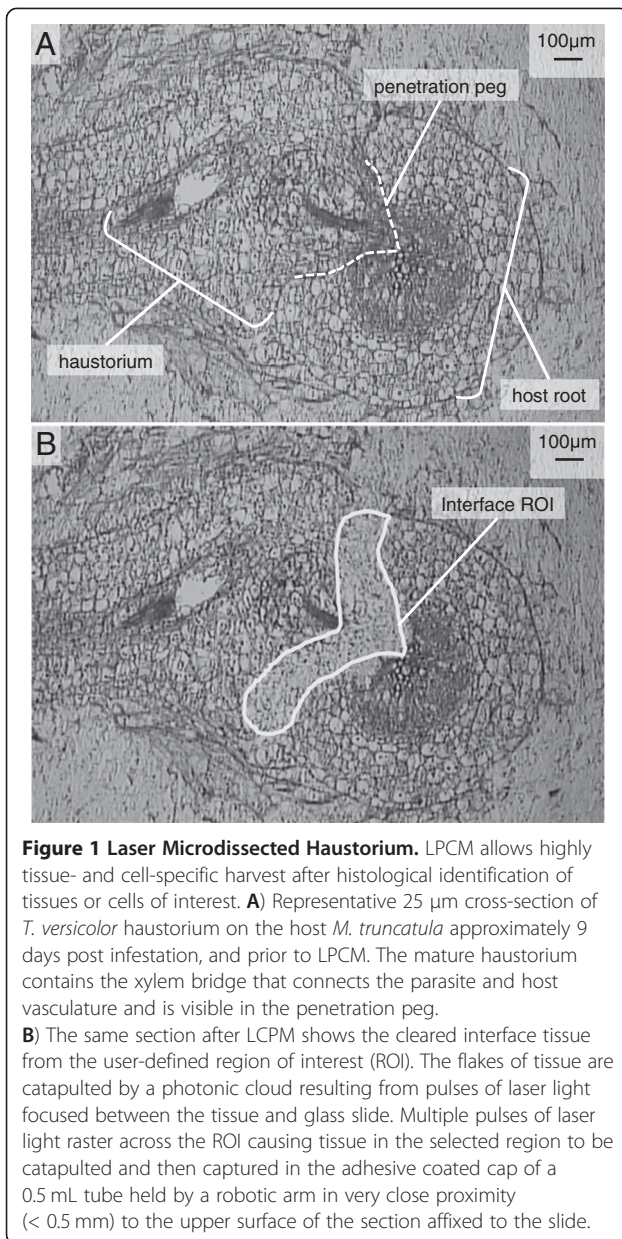 A
100µm
penetration peg
haustorium
host root
B
100µm
Interface ROI
Figure 1 Laser Microdissected Haustorium. LPCM allows highly
tissue- and cell-specific harvest after histological identification of
tissues or cells of interest. A) Representative 25 µm cross-section of
T. versicolor haustorium on the host M. truncatula approximately 9
days post infestation, and prior to LPCM. The mature haustorium
contains the xylem bridge that connects the parasite and host
vasculature and is visible in the penetration peg.
B) The same section after LCPM shows the cleared interface tissue
from the user-defined region of interest (ROI). The flakes of tissue are
catapulted by a photonic cloud resulting from pulses of laser light
focused between the tissue and glass slide. Multiple pulses of laser
light raster across the ROI causing tissue in the selected region to be
catapulted and then captured in the adhesive coated cap of a
0.5 mL tube held by a robotic arm in very close proximity
(< 0.5 mm) to the upper surface of the section affixed to the slide.